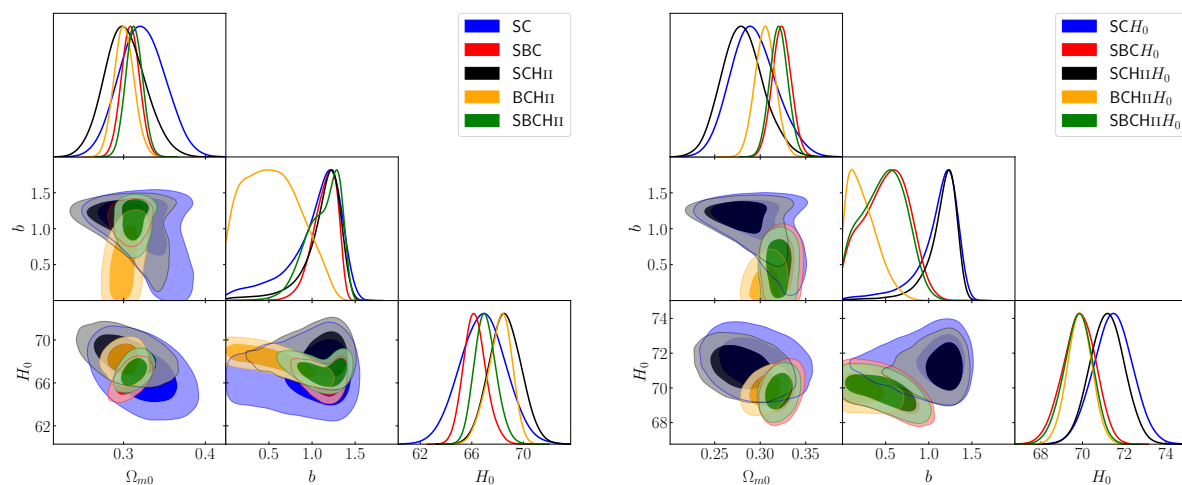 SC
SBC
SCHII
BCHII
SBCHII
1.5
1.0
0.5
b
70
66
62
H₀
0.3 0.4
0.5 1.0 1.5
62 66 70
Ωm0 b H₀
SCH₀
SBCH₀
SCHIIH₀
BCHIIH₀
SBCHIIH₀
1.5
1.0
0.5
b
74
72
70
68
H₀
0.25 0.30 0.35
0.5 1.0 1.5
68 70 72 74
Ωm0 b H₀